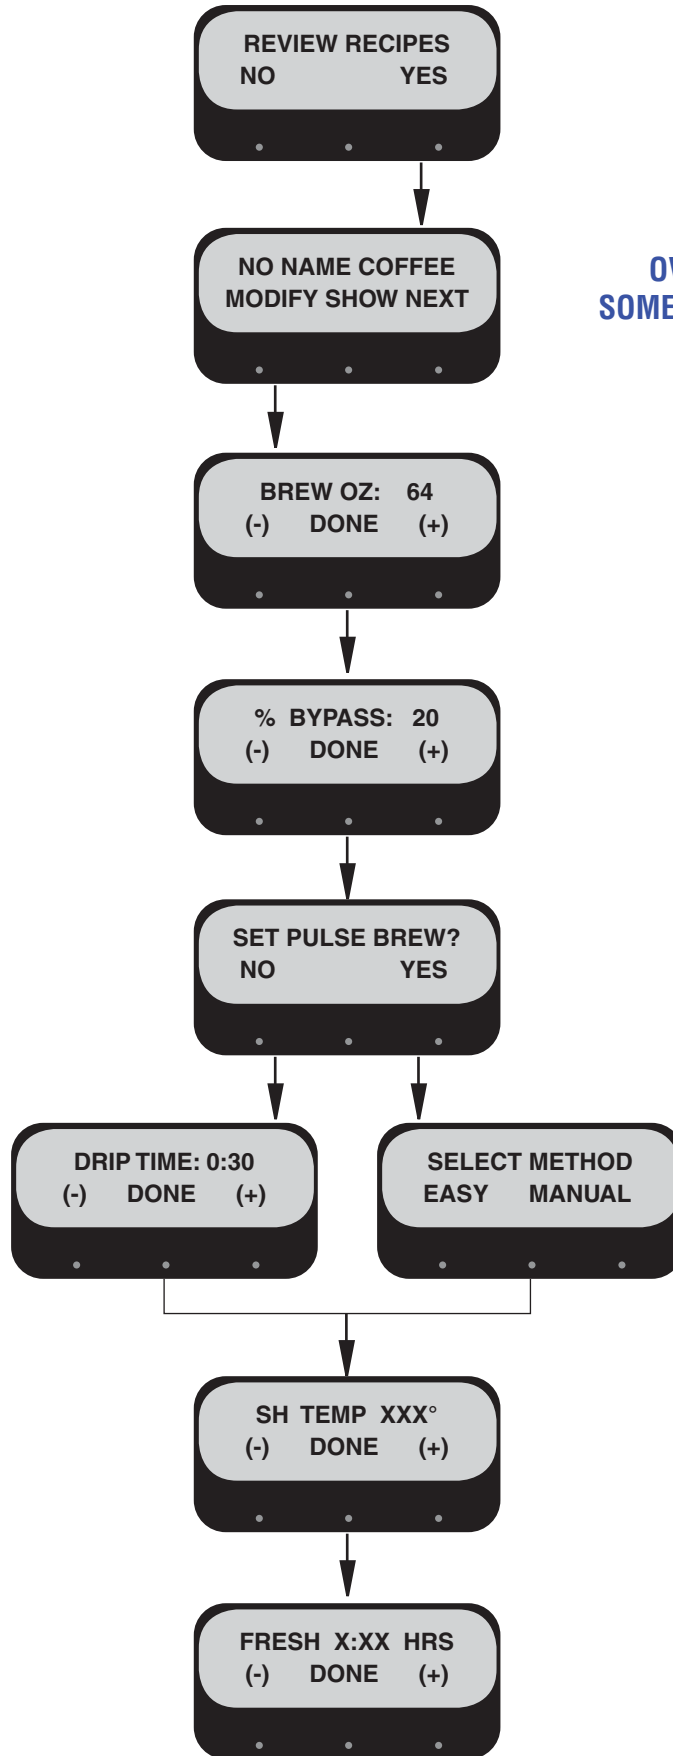 REVIEW RECIPES
NO YES
NO NAME COFFEE
MODIFY SHOW NEXT
SOME
BREW OZ: 64
(-) DONE (+)
% BYPASS: 20
(-) DONE (+)
SET PULSE BREW?
NO YES
DRIP TIME: 0:30
(-) DONE (+)
SELECT METHOD
EASY MANUAL
SH TEMP XXX°
(-) DONE (+)
FRESH X:XX HRS
(-) DONE (+)